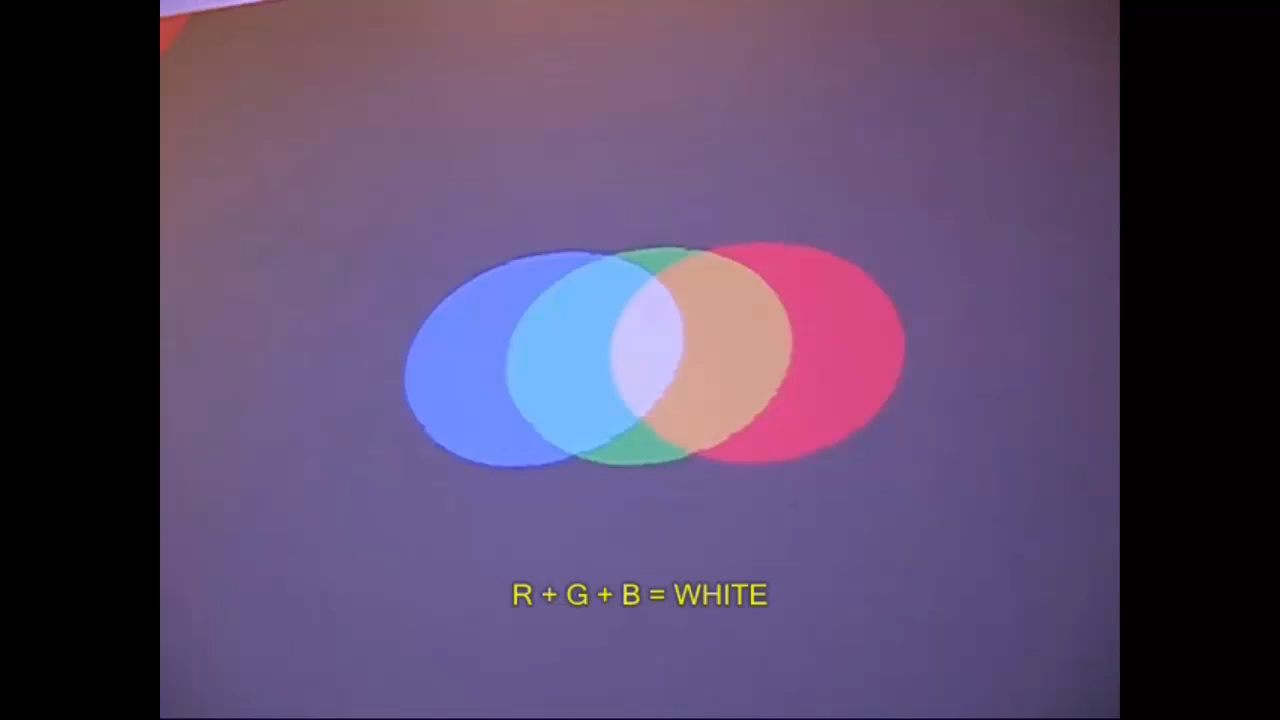 R + G + B = WHITE